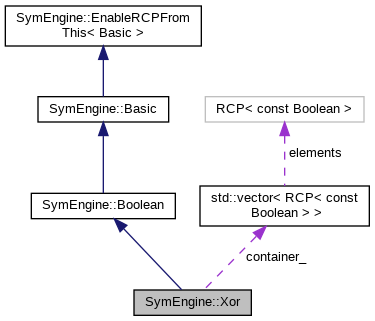 SymEngine::EnableRCPFrom
This< Basic >
SymEngine::Basic
RCP< const Boolean >
elements
SymEngine::Boolean
std::vector< RCP< const
Boolean > >
container_
SymEngine::Xor